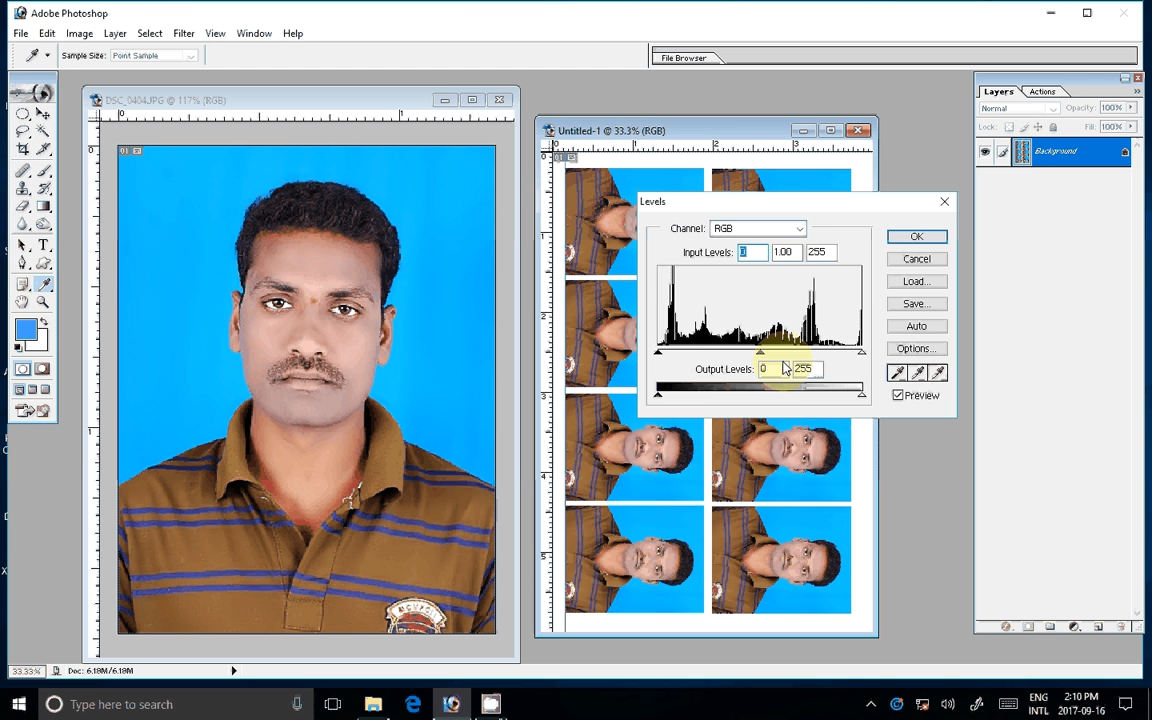 Adobe Photoshop
File Edit Image Layer Select Filter View Window Help
Sample Size: Point Sample
File Browser
DSC_0404.JPG @ 117% (RGB)
Untitled-1 @ 33.3% (RGB)
Layers Actions
Normal Opacity: 100%
Lock: Fill: 100%
Background
Levels
Channel: RGB
Input Levels: 0 1.00 255
Output Levels: 0 255
OK
Cancel
Load...
Save...
Auto
Options...
Preview
33.33% Doc: 6.18M/6.18M
Type here to search
ENG
INTL
2:10 PM
2017-09-16